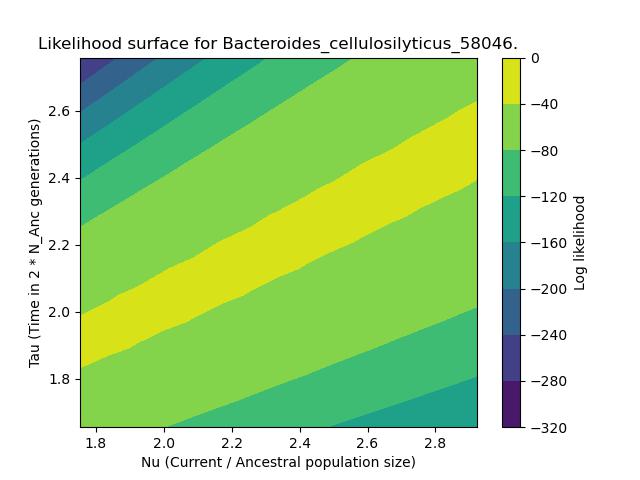 Likelihood surface for Bacteroides_cellulosilyticus_58046.
2.6
2.4
2.2
2.0
1.8
Tau (Time in 2 * N_Anc generations)
1.8 2.0 2.2 2.4 2.6 2.8
Nu (Current / Ancestral population size)
0
−40
−80
−120
−160
−200
−240
−280
−320
Log likelihood